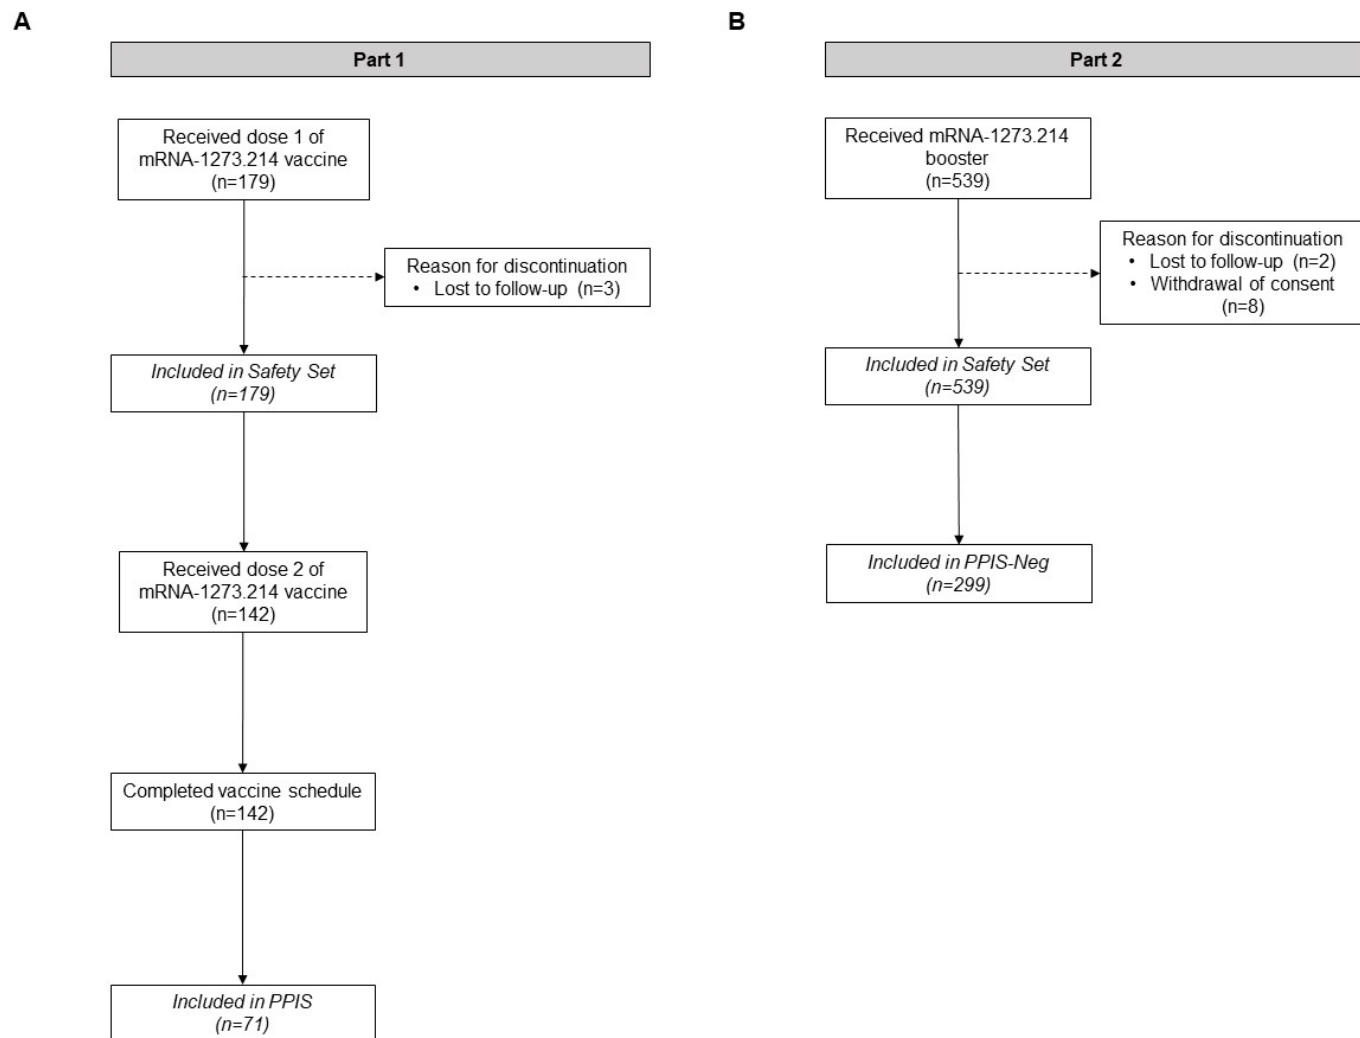 A
Part 1
Received dose 1 of
mRNA-1273.214 vaccine
(n=179)
Reason for discontinuation
• Lost to follow-up (n=3)
Included in Safety Set
(n=179)
Received dose 2 of
mRNA-1273.214 vaccine
(n=142)
Completed vaccine schedule
(n=142)
Included in PPIS
(n=71)
B
Part 2
Received mRNA-1273.214
booster
(n=539)
Reason for discontinuation
• Lost to follow-up (n=2)
• Withdrawal of consent
(n=8)
Included in Safety Set
(n=539)
Included in PPIS-Neg
(n=299)